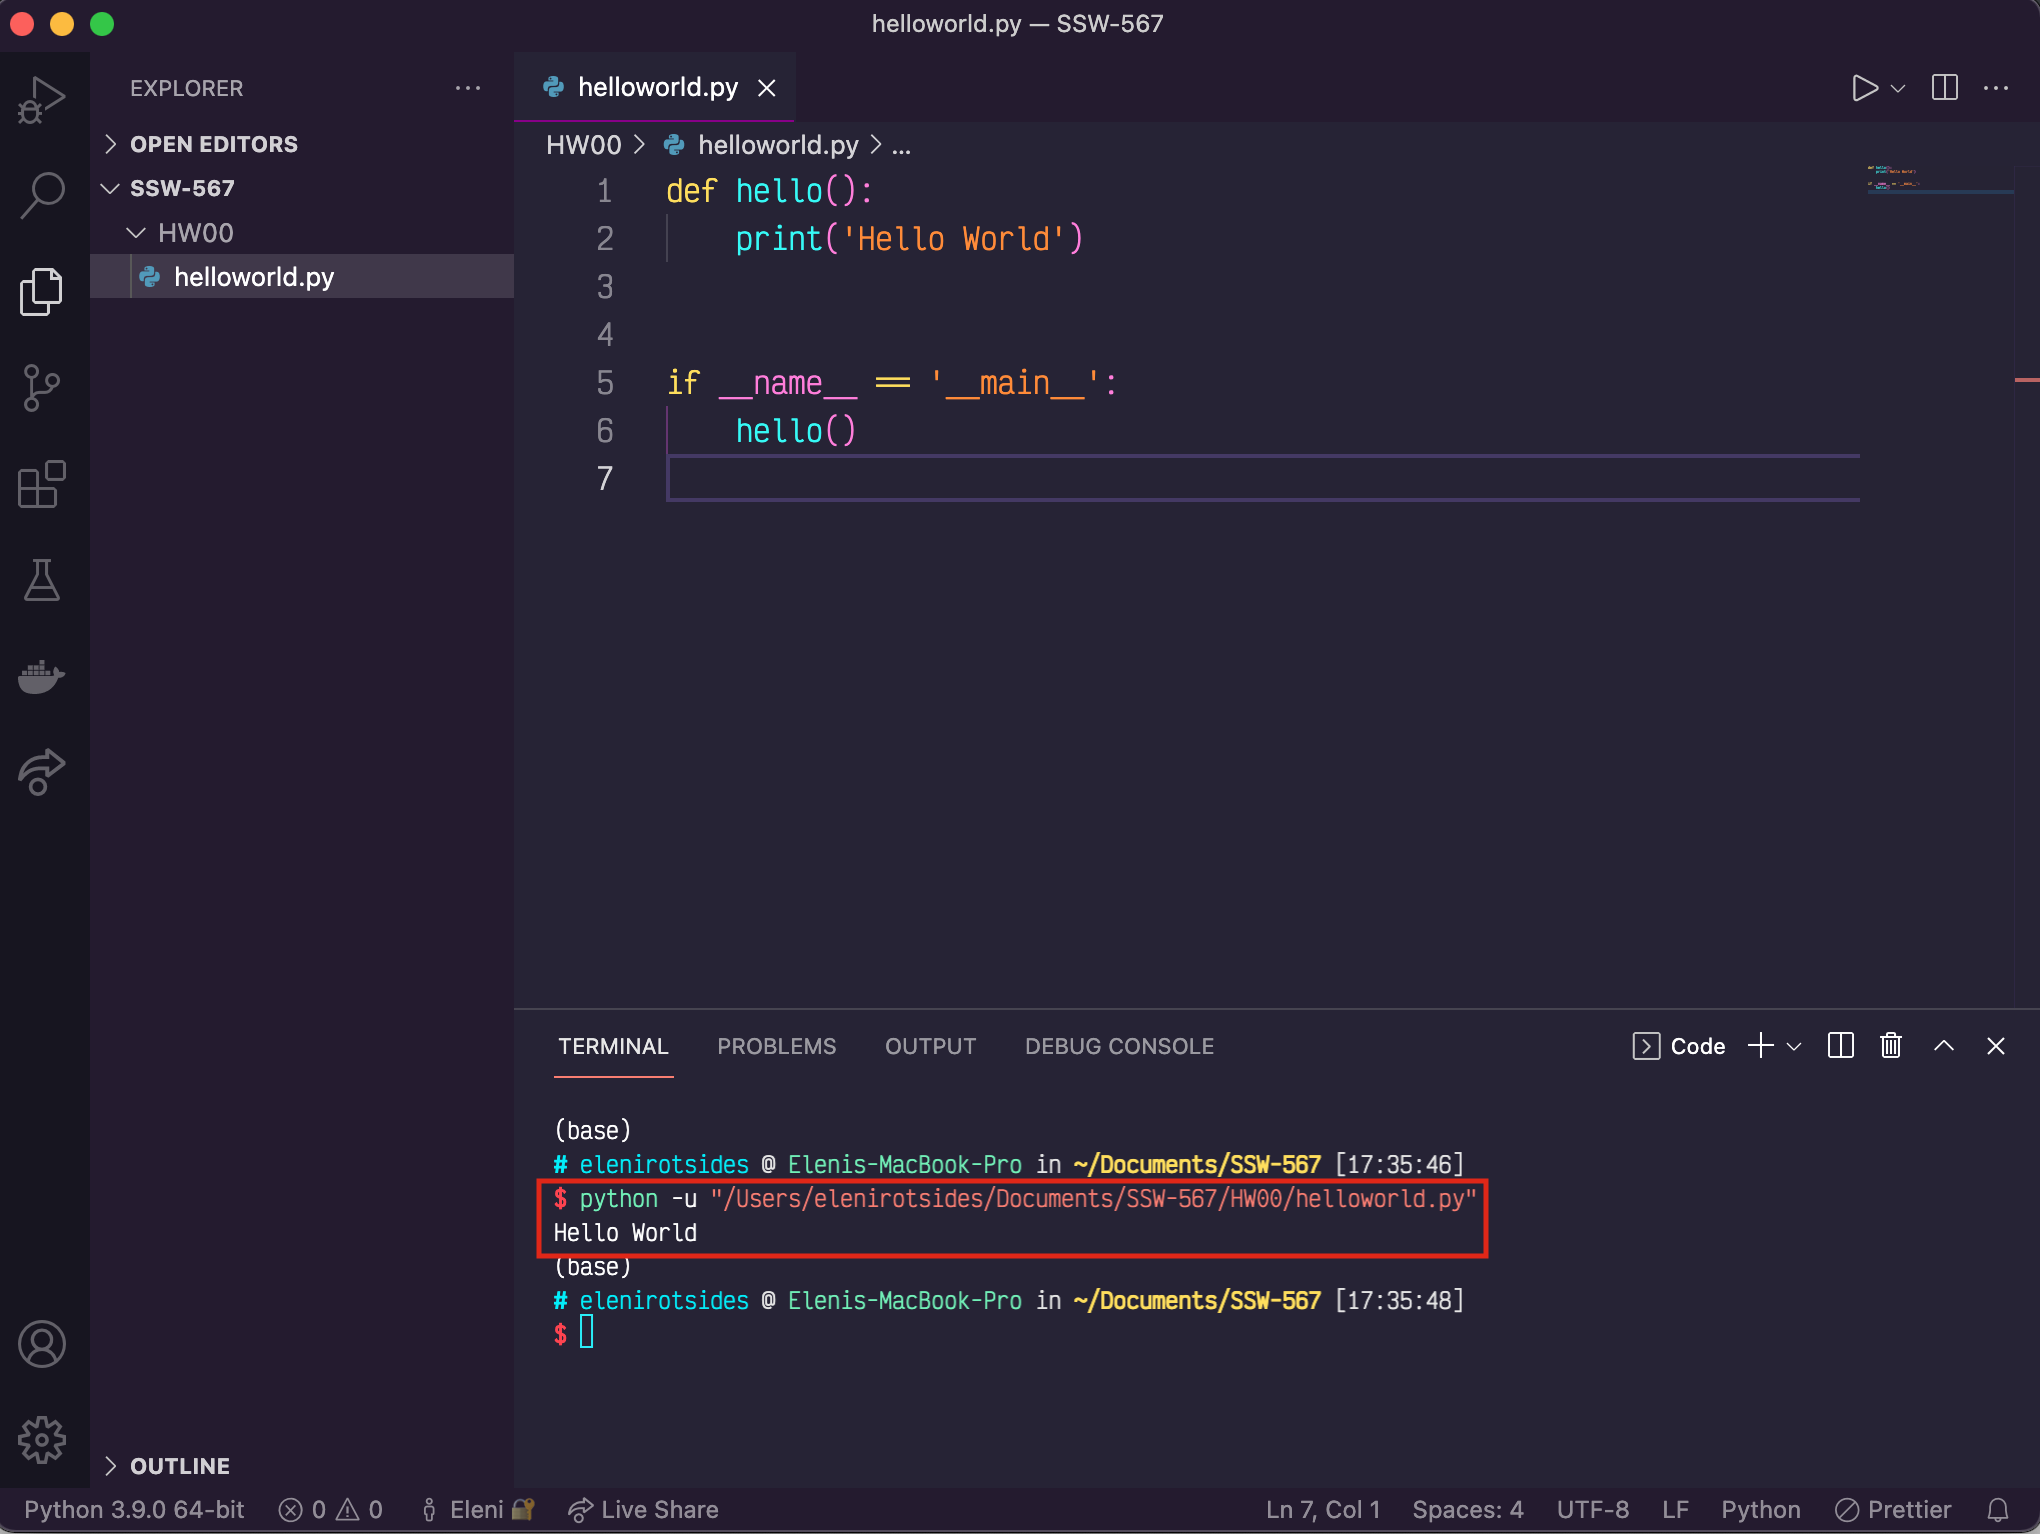 helloworld.py — SSW-567
EXPLORER
OPEN EDITORS
SSW-567
HW00
helloworld.py
helloworld.py
HW00 > helloworld.py > ...
1 def hello():
2     print('Hello World')
3
4
5 if __name__ == '__main__':
6     hello()
7
TERMINAL PROBLEMS OUTPUT DEBUG CONSOLE
Code
(base)
# elenirotsides @ Elenis-MacBook-Pro in ~/Documents/SSW-567 [17:35:46]
$ python -u "/Users/elenirotsides/Documents/SSW-567/HW00/helloworld.py"
Hello World
(base)
# elenirotsides @ Elenis-MacBook-Pro in ~/Documents/SSW-567 [17:35:48]
$
OUTLINE
Python 3.9.0 64-bit 0 0 Eleni Live Share Ln 7, Col 1 Spaces: 4 UTF-8 LF Python Prettier